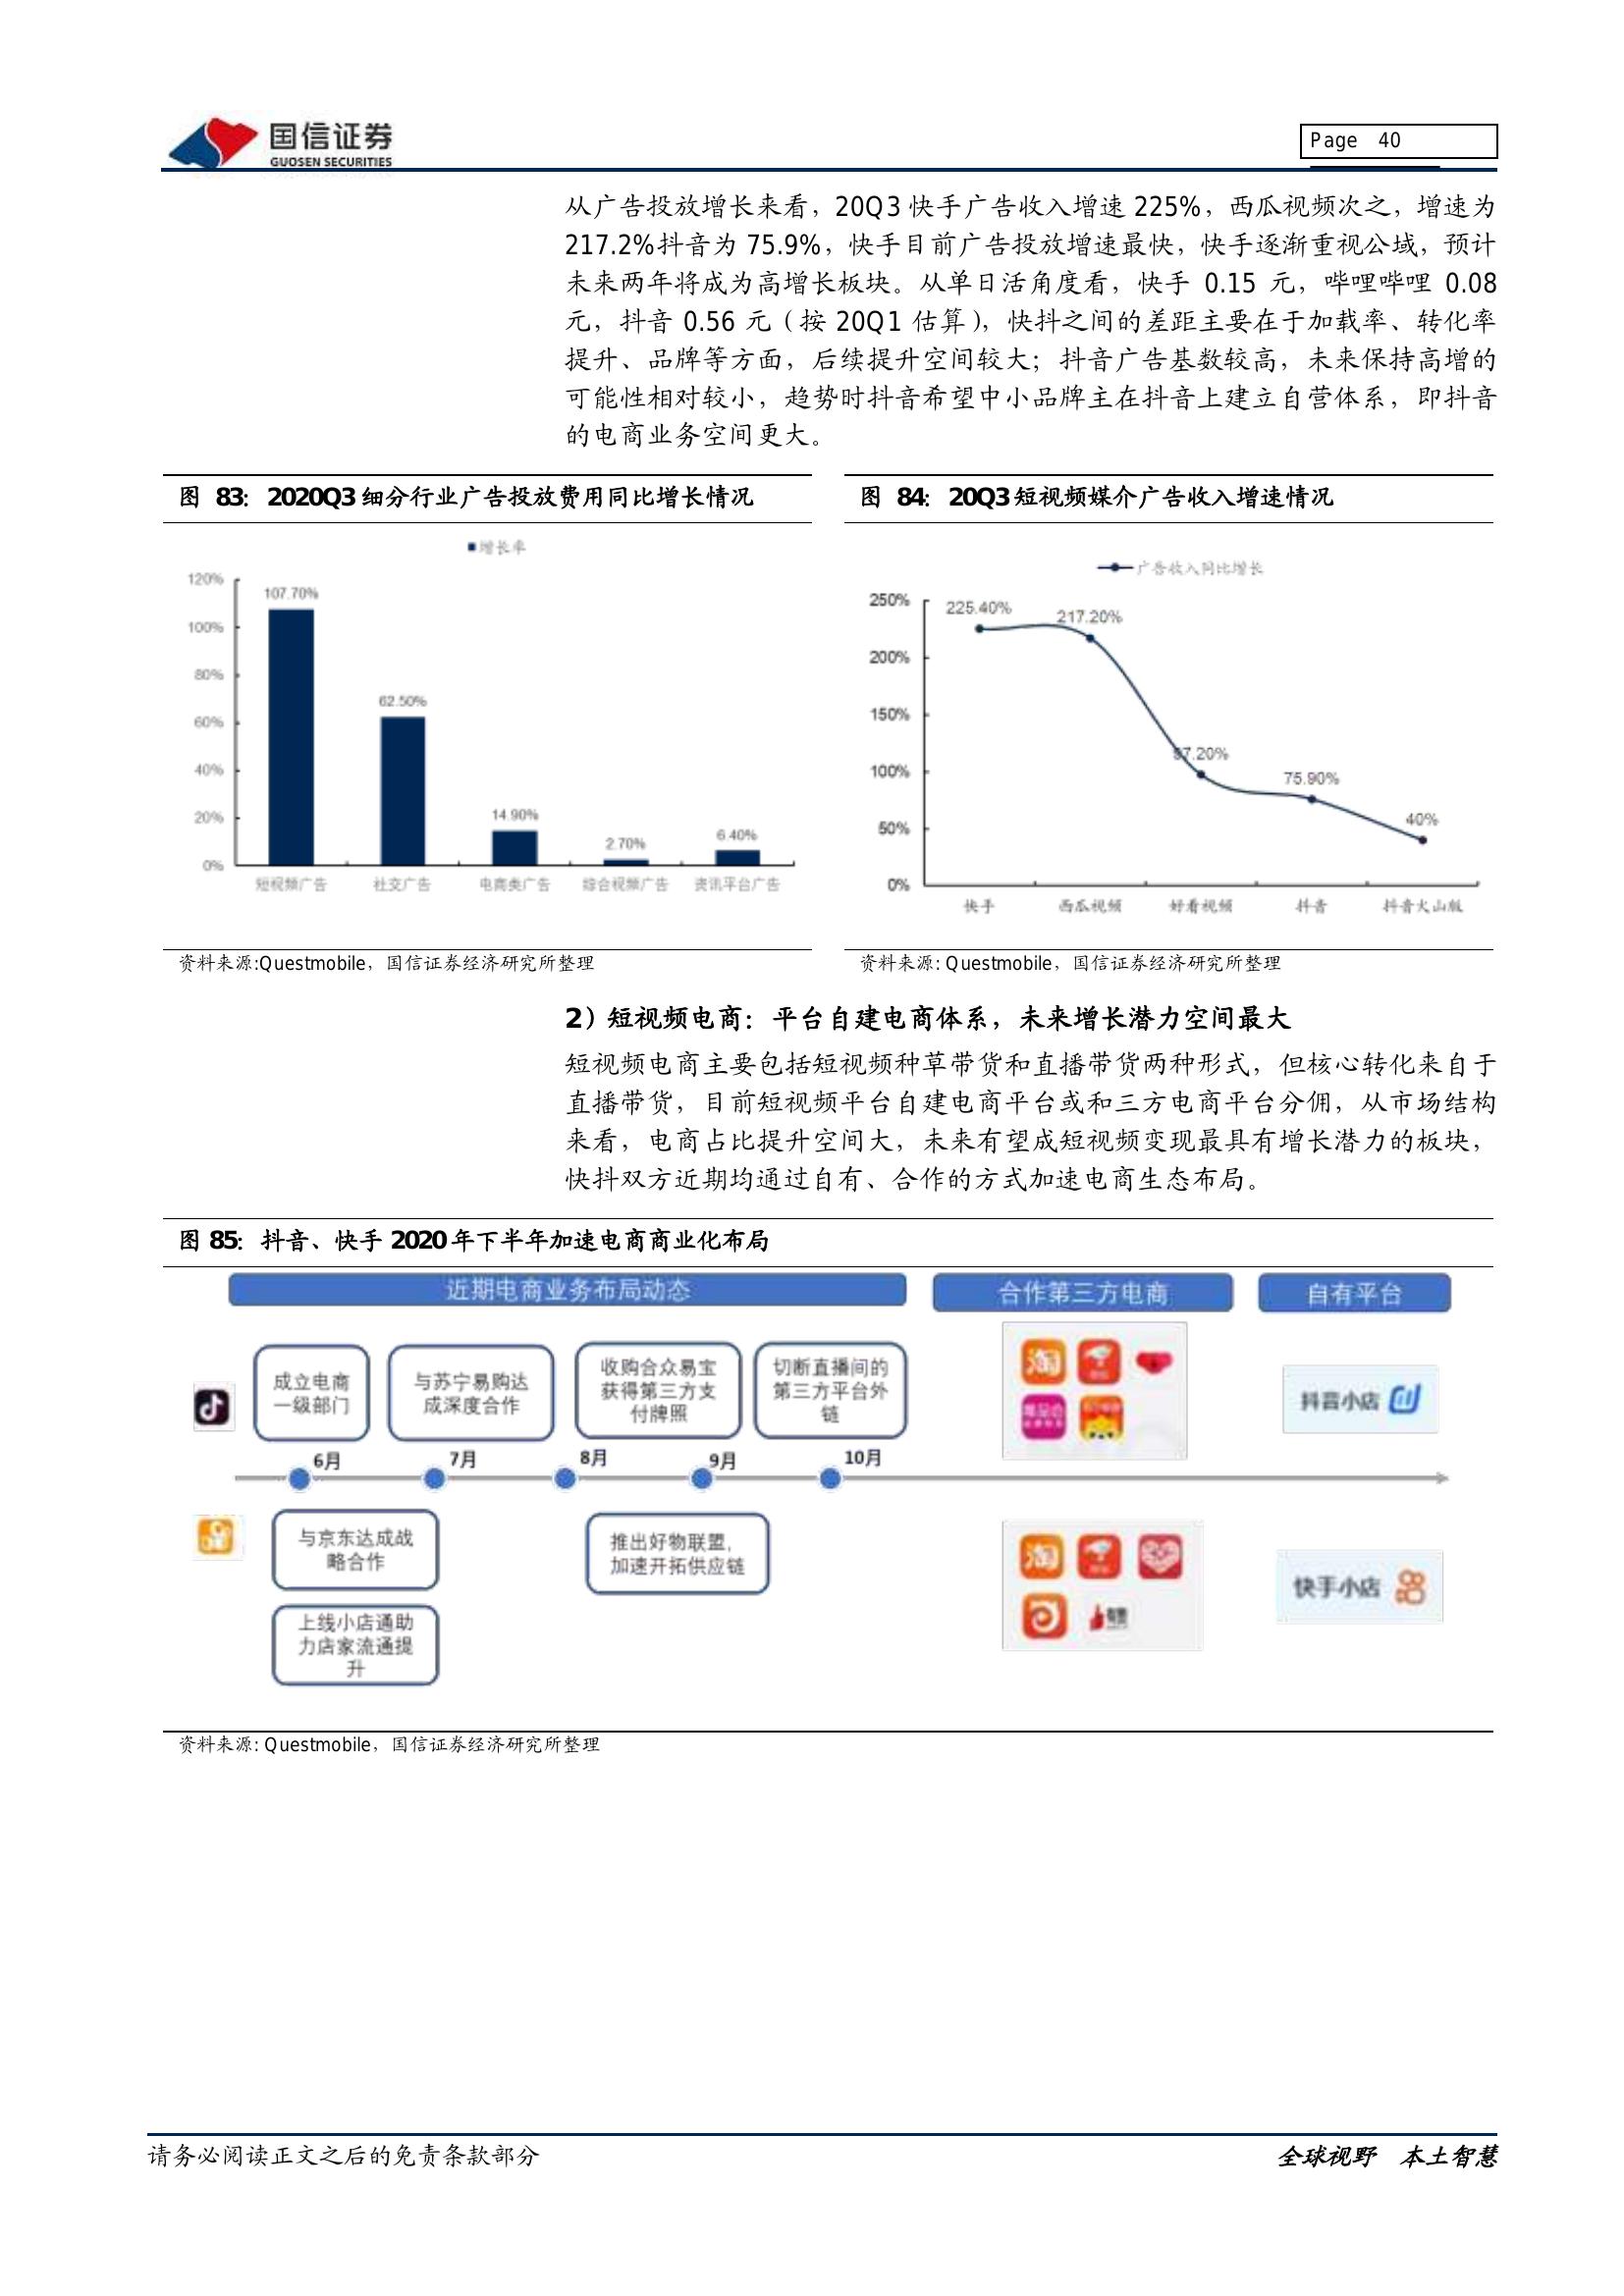 国信证券
GUOSEN SECURITIES
Page 40
从广告投放增长来看，20Q3 快手广告收入增速 225%，西瓜视频次之，增速为
217.2%抖音为 75.9%，快手目前广告投放增速最快，快手逐渐重视公域，预计
未来两年将成为高增长板块。从单日活角度看，快手 0.15 元，哔哩哔哩 0.08
元，抖音 0.56 元（按 20Q1 估算），快抖之间的差距主要在于加载率、转化率
提升、品牌等方面，后续提升空间较大；抖音广告基数较高，未来保持高增的
可能性相对较小，趋势时抖音希望中小品牌主在抖音上建立自营体系，即抖音
的电商业务空间更大。
图 83：2020Q3 细分行业广告投放费用同比增长情况
增长率
120%
100%
80%
60%
40%
20%
0%
107.70%
62.50%
14.90%
2.70%
6.40%
短视频广告 社交广告 电商类广告 综合视频广告 资讯平台广告
资料来源:Questmobile，国信证券经济研究所整理
图 84：20Q3 短视频媒介广告收入增速情况
广告收入同比增长
250%
200%
150%
100%
50%
0%
225.40%
217.20%
97.20%
75.90%
40%
快手 西瓜视频 好看视频 抖音 抖音火山版
资料来源: Questmobile，国信证券经济研究所整理
2）短视频电商：平台自建电商体系，未来增长潜力空间最大
短视频电商主要包括短视频种草带货和直播带货两种形式，但核心转化来自于
直播带货，目前短视频平台自建电商平台或和三方电商平台分佣，从市场结构
来看，电商占比提升空间大，未来有望成短视频变现最具有增长潜力的板块，
快抖双方近期均通过自有、合作的方式加速电商生态布局。
图 85：抖音、快手 2020 年下半年加速电商商业化布局
近期电商业务布局动态
合作第三方电商
自有平台
成立电商
一级部门
与苏宁易购达
成深度合作
收购合众易宝
获得第三方支
付牌照
切断直播间的
第三方平台外
链
淘
唯品会
抖音小店
6月
7月
8月
9月
10月
与京东达成战
略合作
推出好物联盟，
加速开拓供应链
上线小店通助
力店家流通提
升
淘
快手小店
资料来源: Questmobile，国信证券经济研究所整理
请务必阅读正文之后的免责条款部分
全球视野 本土智慧